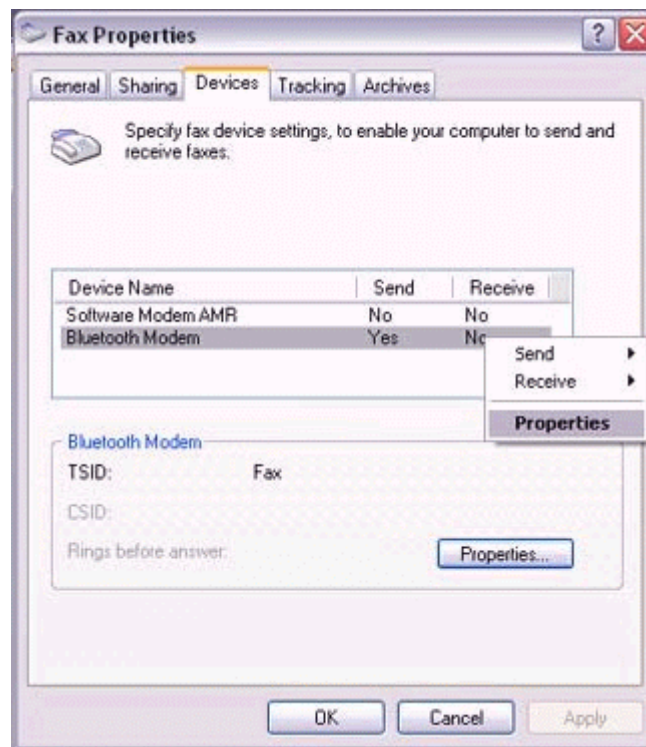 Fax Properties
General Sharing Devices Tracking Archives
Specify fax device settings, to enable your computer to send and
receive faxes.
Device Name Send Receive
Software Modem AMR No No
Bluetooth Modem Yes No
Send
Receive
Properties
Bluetooth Modem
TSID: Fax
CSID:
Rings before answer:
Properties...
OK Cancel Apply